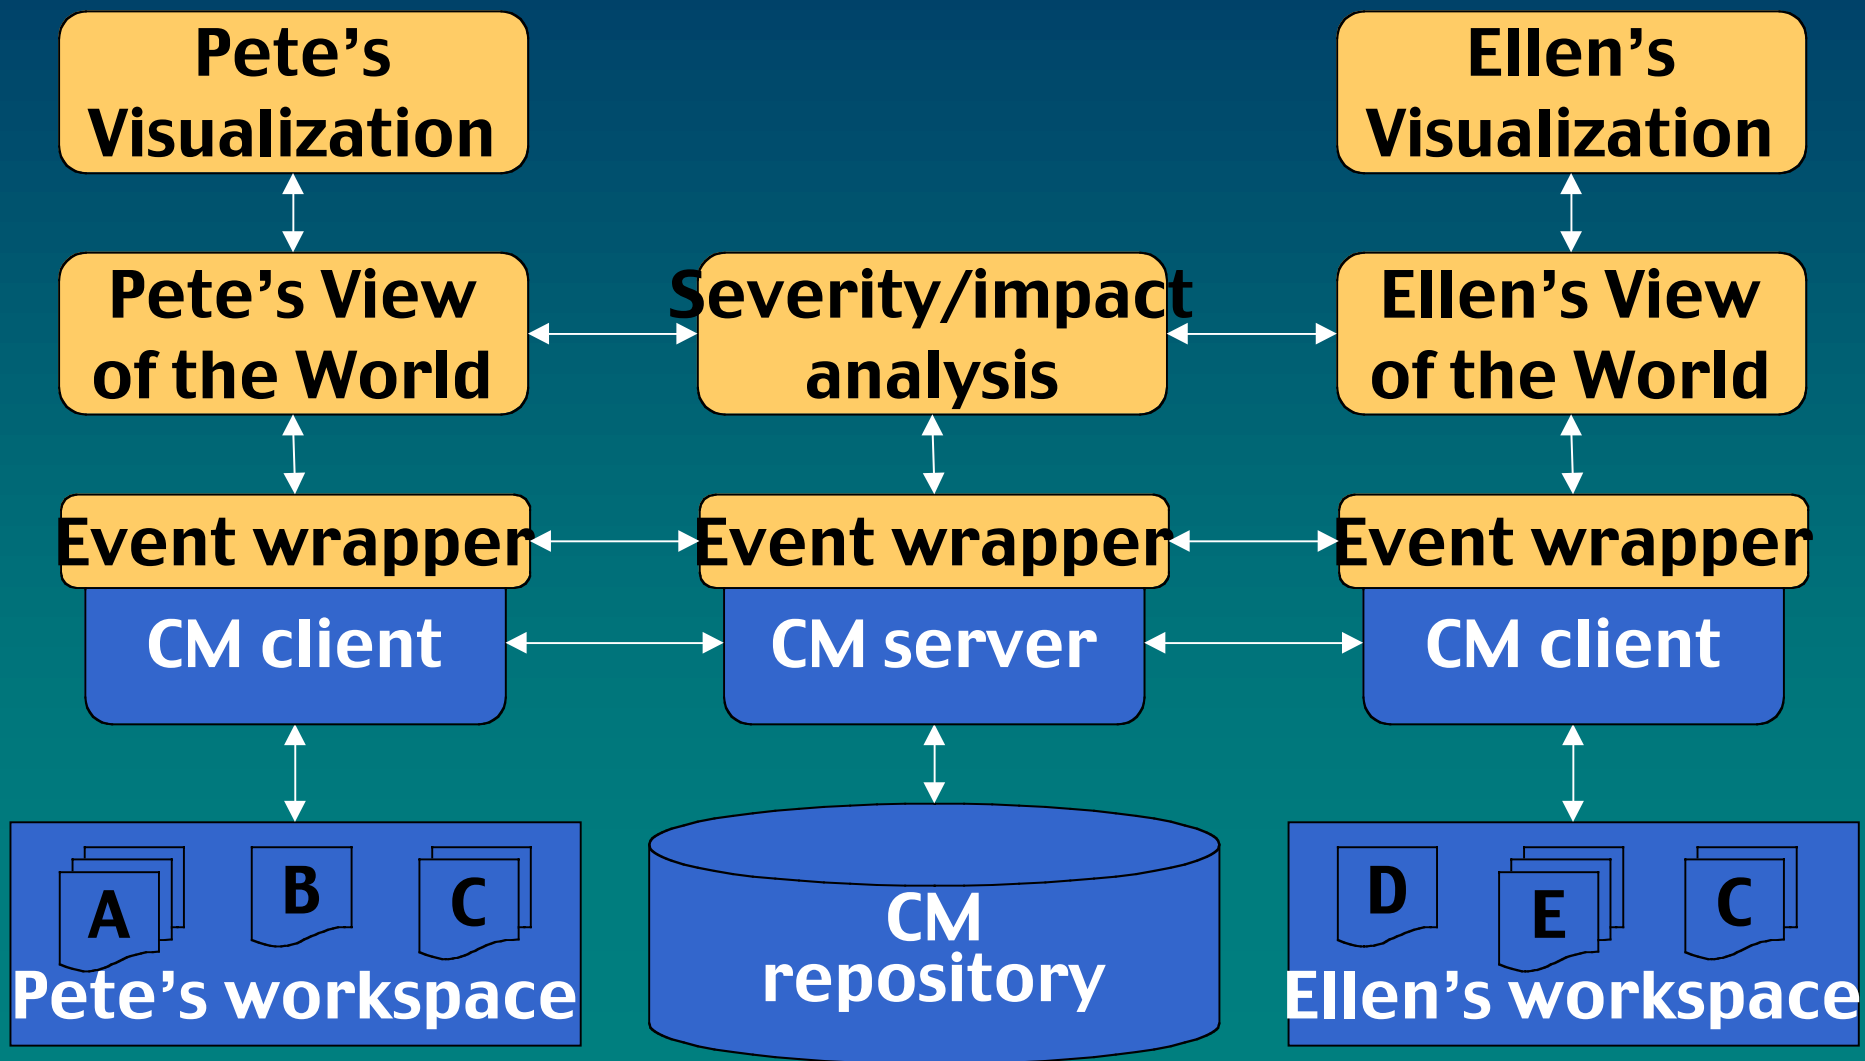 Pete’s
Visualization
Ellen’s
Visualization
Pete’s View
of the World
Severity/impact
analysis
Ellen’s View
of the World
Event wrapper
Event wrapper
Event wrapper
CM client
CM server
CM client
A
B
C
Pete’s workspace
CM
repository
D
E
C
Ellen’s workspace